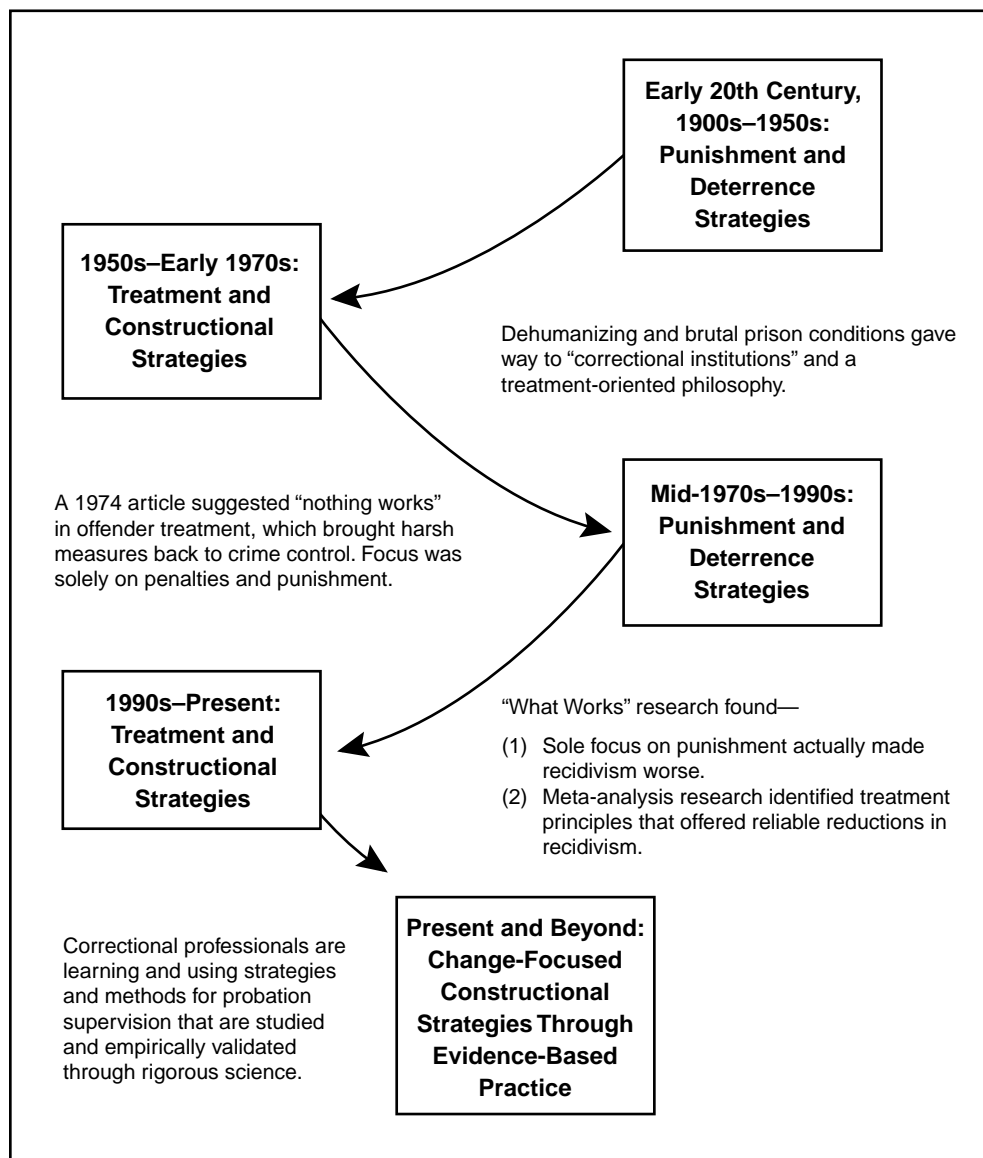 Early 20th Century,
1900s–1950s:
Punishment and
Deterrence
Strategies
1950s–Early 1970s:
Treatment and
Constructional
Strategies
Dehumanizing and brutal prison conditions gave
way to “correctional institutions” and a
treatment-oriented philosophy.
A 1974 article suggested “nothing works”
in offender treatment, which brought harsh
measures back to crime control. Focus was
solely on penalties and punishment.
Mid-1970s–1990s:
Punishment and
Deterrence
Strategies
1990s–Present:
Treatment and
Constructional
Strategies
“What Works” research found—
(1) Sole focus on punishment actually made
recidivism worse.
(2) Meta-analysis research identified treatment
principles that offered reliable reductions in
recidivism.
Correctional professionals are
learning and using strategies
and methods for probation
supervision that are studied
and empirically validated
through rigorous science.
Present and Beyond:
Change-Focused
Constructional
Strategies Through
Evidence-Based
Practice